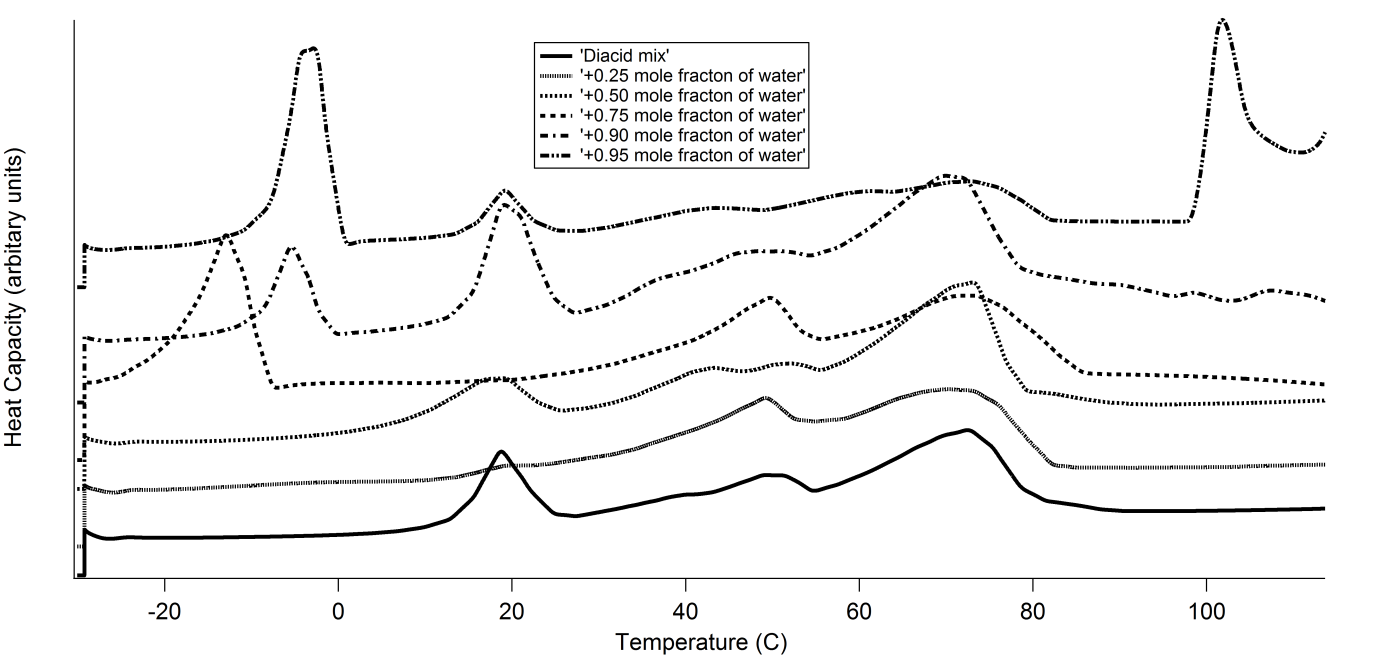 Heat Capacity (arbitary units)
'Diacid mix'
'+0.25 mole fracton of water'
'+0.50 mole fracton of water'
'+0.75 mole fracton of water'
'+0.90 mole fracton of water'
'+0.95 mole fracton of water'
-20 0 20 40 60 80 100
Temperature (C)